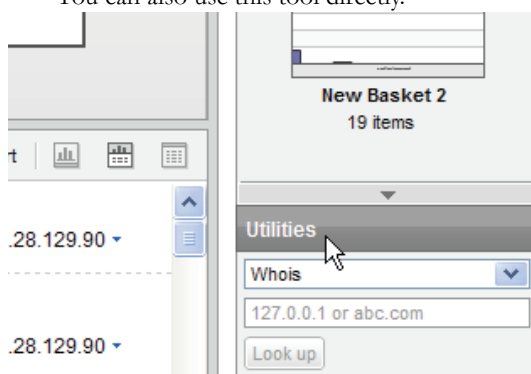 You can also use this tool directly.
New Basket 2
19 items
rt
.28.129.90
Utilities
Whois
127.0.0.1 or abc.com
.28.129.90
Look up